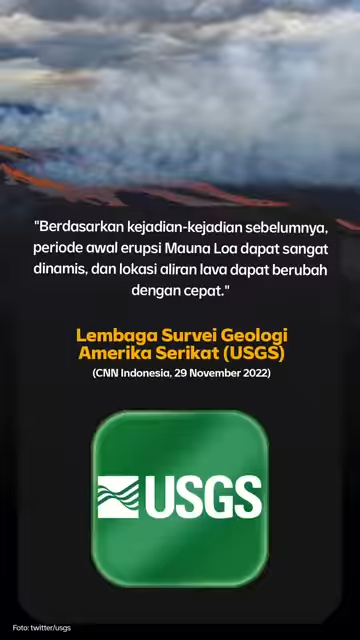 "Berdasarkan kejadian-kejadian sebelumnya,
periode awal erupsi Mauna Loa dapat sangat
dinamis, dan lokasi aliran lava dapat berubah
dengan cepat."
Lembaga Survei Geologi
Amerika Serikat (USGS)
(CNN Indonesia, 29 November 2022)
USGS
Foto: twitter/usgs